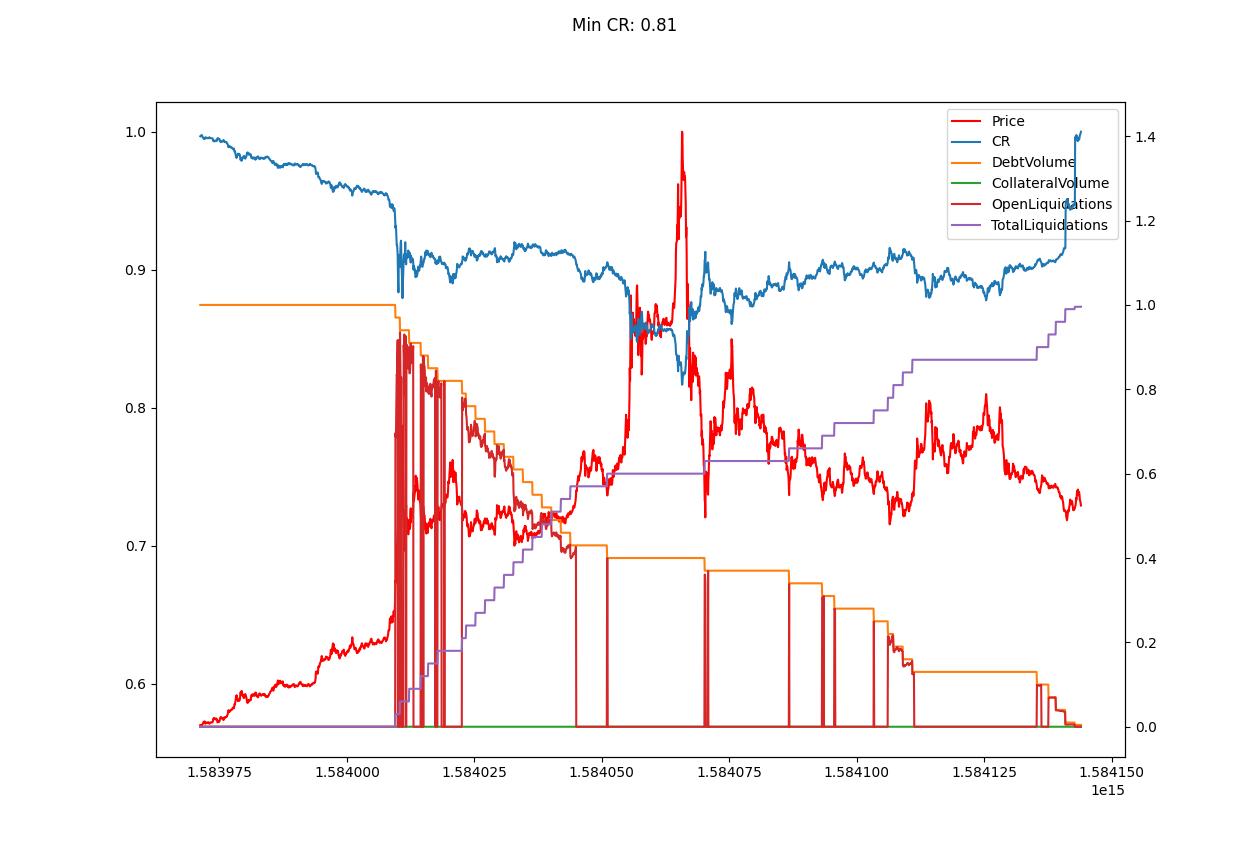 Min CR: 0.81
Price
CR
DebtVolume
CollateralVolume
OpenLiquidations
TotalLiquidations
1.0
0.9
0.8
0.7
0.6
1.4
1.2
1.0
0.8
0.6
0.4
0.2
0.0
1.583975 1.584000 1.584025 1.584050 1.584075 1.584100 1.584125 1.584150
1e15